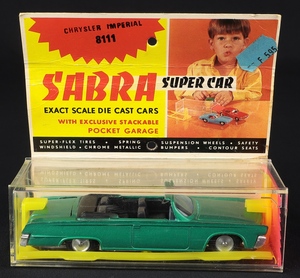 CHRYSLER IMPERIAL
8111
F-595
SABRA SUPER CAR
EXACT SCALE DIE CAST CARS
WITH EXCLUSIVE STACKABLE
POCKET GARAGE
SUPER-FLEX TIRES • SPRING SUSPENSION WHEELS • SAFETY
WINDSHIELD • CHROME METALLIC BUMPERS • CONTOUR SEATS